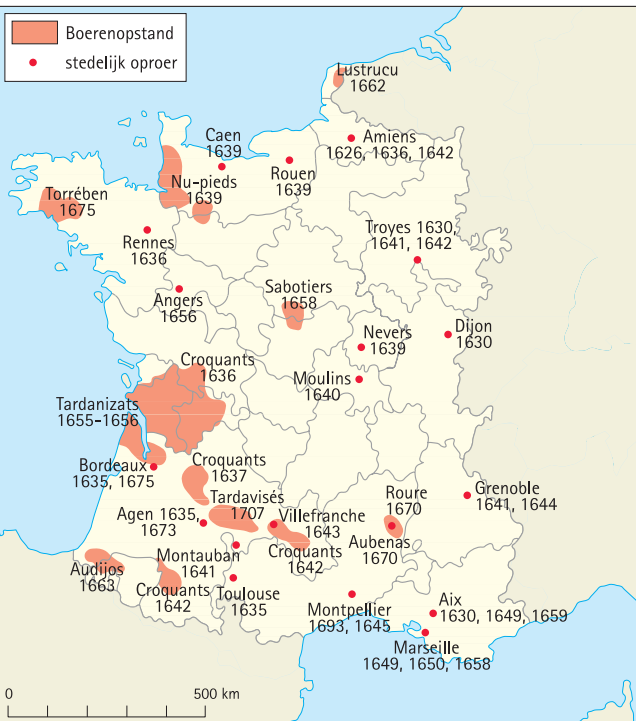 Boerenopstand
stedelijk oproer
Lustrucu
1662
Caen
1639
Amiens
1626, 1636, 1642
Rouen
1639
Nu-pieds
1639
Torrében
1675
Troyes 1630,
1641, 1642
Rennes
1636
Angers
1656
Sabotiers
1658
Nevers
1639
Dijon
1630
Croquants
1636
Moulins
1640
Tardanizats
1655-1656
Bordeaux
1635, 1675
Croquants
1637
Tardavisés
1707
Agen 1635,
1673
Villefranche
1643
Roure
1670
Grenoble
1641, 1644
Aubenas
1670
Croquants
1642
Montauban
1641
Audijos
1663
Croquants
1642
Toulouse
1635
Montpellier
1693, 1645
Aix
1630, 1649, 1659
Marseille
1649, 1650, 1658
0 500 km